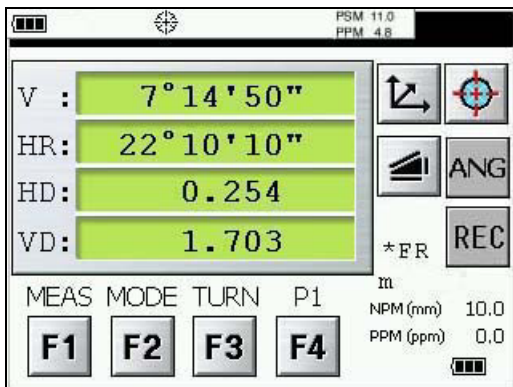 PSM 11.0
PPM 4.8
V : 7°14'50"
HR: 22°10'10"
HD: 0.254
VD: 1.703
ANG
REC
*FR
m
NPM (mm) 10.0
PPM (ppm) 0.0
MEAS MODE TURN P1
F1 F2 F3 F4